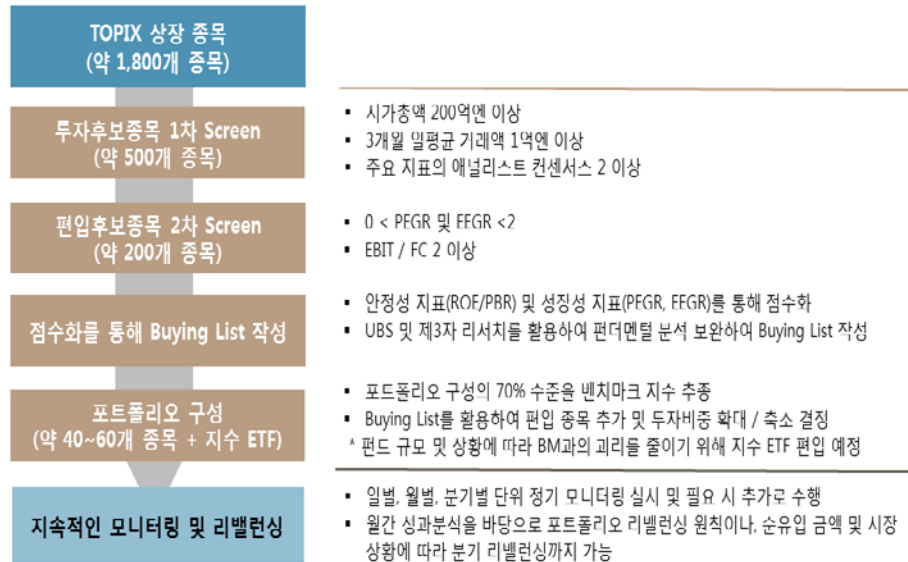 TOPIX 상장 종목
(약 1,800개 종목)
투자후보종목 1차 Screen
(약 500개 종목)
▪ 시가총액 200억엔 이상
▪ 3개월 일평균 거래액 1억엔 이상
▪ 주요 지표의 애널리스트 컨센서스 2 이상
편입후보종목 2차 Screen
(약 200개 종목)
▪ 0 < PEGR 및 EEGR <2
▪ EBIT / FC 2 이상
점수화를 통해 Buying List 작성
▪ 안정성 지표(ROE/PBR) 및 성장성 지표(PEGR, EEGR)를 통해 점수화
▪ UBS 및 제3자 리서치를 활용하여 펀더멘털 분석 보완하여 Buying List 작성
포트폴리오 구성
(약 40~60개 종목 + 지수 ETF)
▪ 포트폴리오 구성의 70% 수준을 벤치마크 지수 추종
▪ Buying List를 활용하여 편입 종목 추가 및 투자비중 확대 / 축소 결정
* 펀드 규모 및 상황에 따라 BM과의 괴리를 줄이기 위해 지수 ETF 편입 예정
지속적인 모니터링 및 리밸런싱
▪ 일별, 월별, 분기별 단위 정기 모니터링 실시 및 필요 시 추가로 수행
▪ 월간 성과분석을 바탕으로 포트폴리오 리밸런싱 원칙이나, 순유입 금액 및 시장
상황에 따라 분기 리밸런싱까지 가능